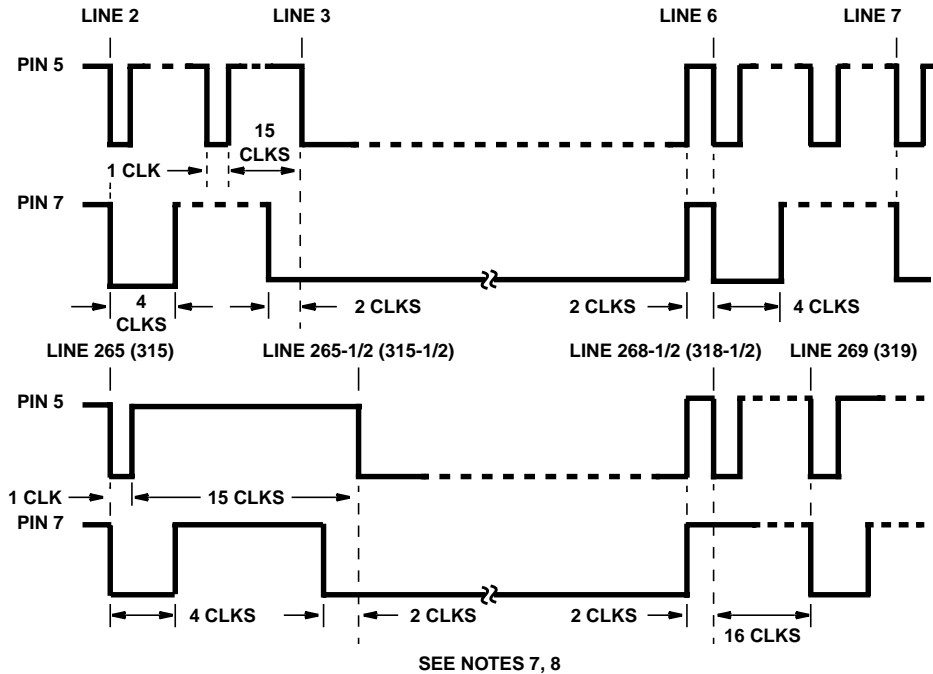 LINE 2
LINE 3
LINE 6
LINE 7
PIN 5
15
CLKS
1 CLK
PIN 7
4
CLKS
2 CLKS
2 CLKS
4 CLKS
LINE 265 (315)
LINE 265-1/2 (315-1/2)
LINE 268-1/2 (318-1/2)
LINE 269 (319)
PIN 5
1 CLK
15 CLKS
PIN 7
4 CLKS
2 CLKS
2 CLKS
16 CLKS
SEE NOTES 7, 8